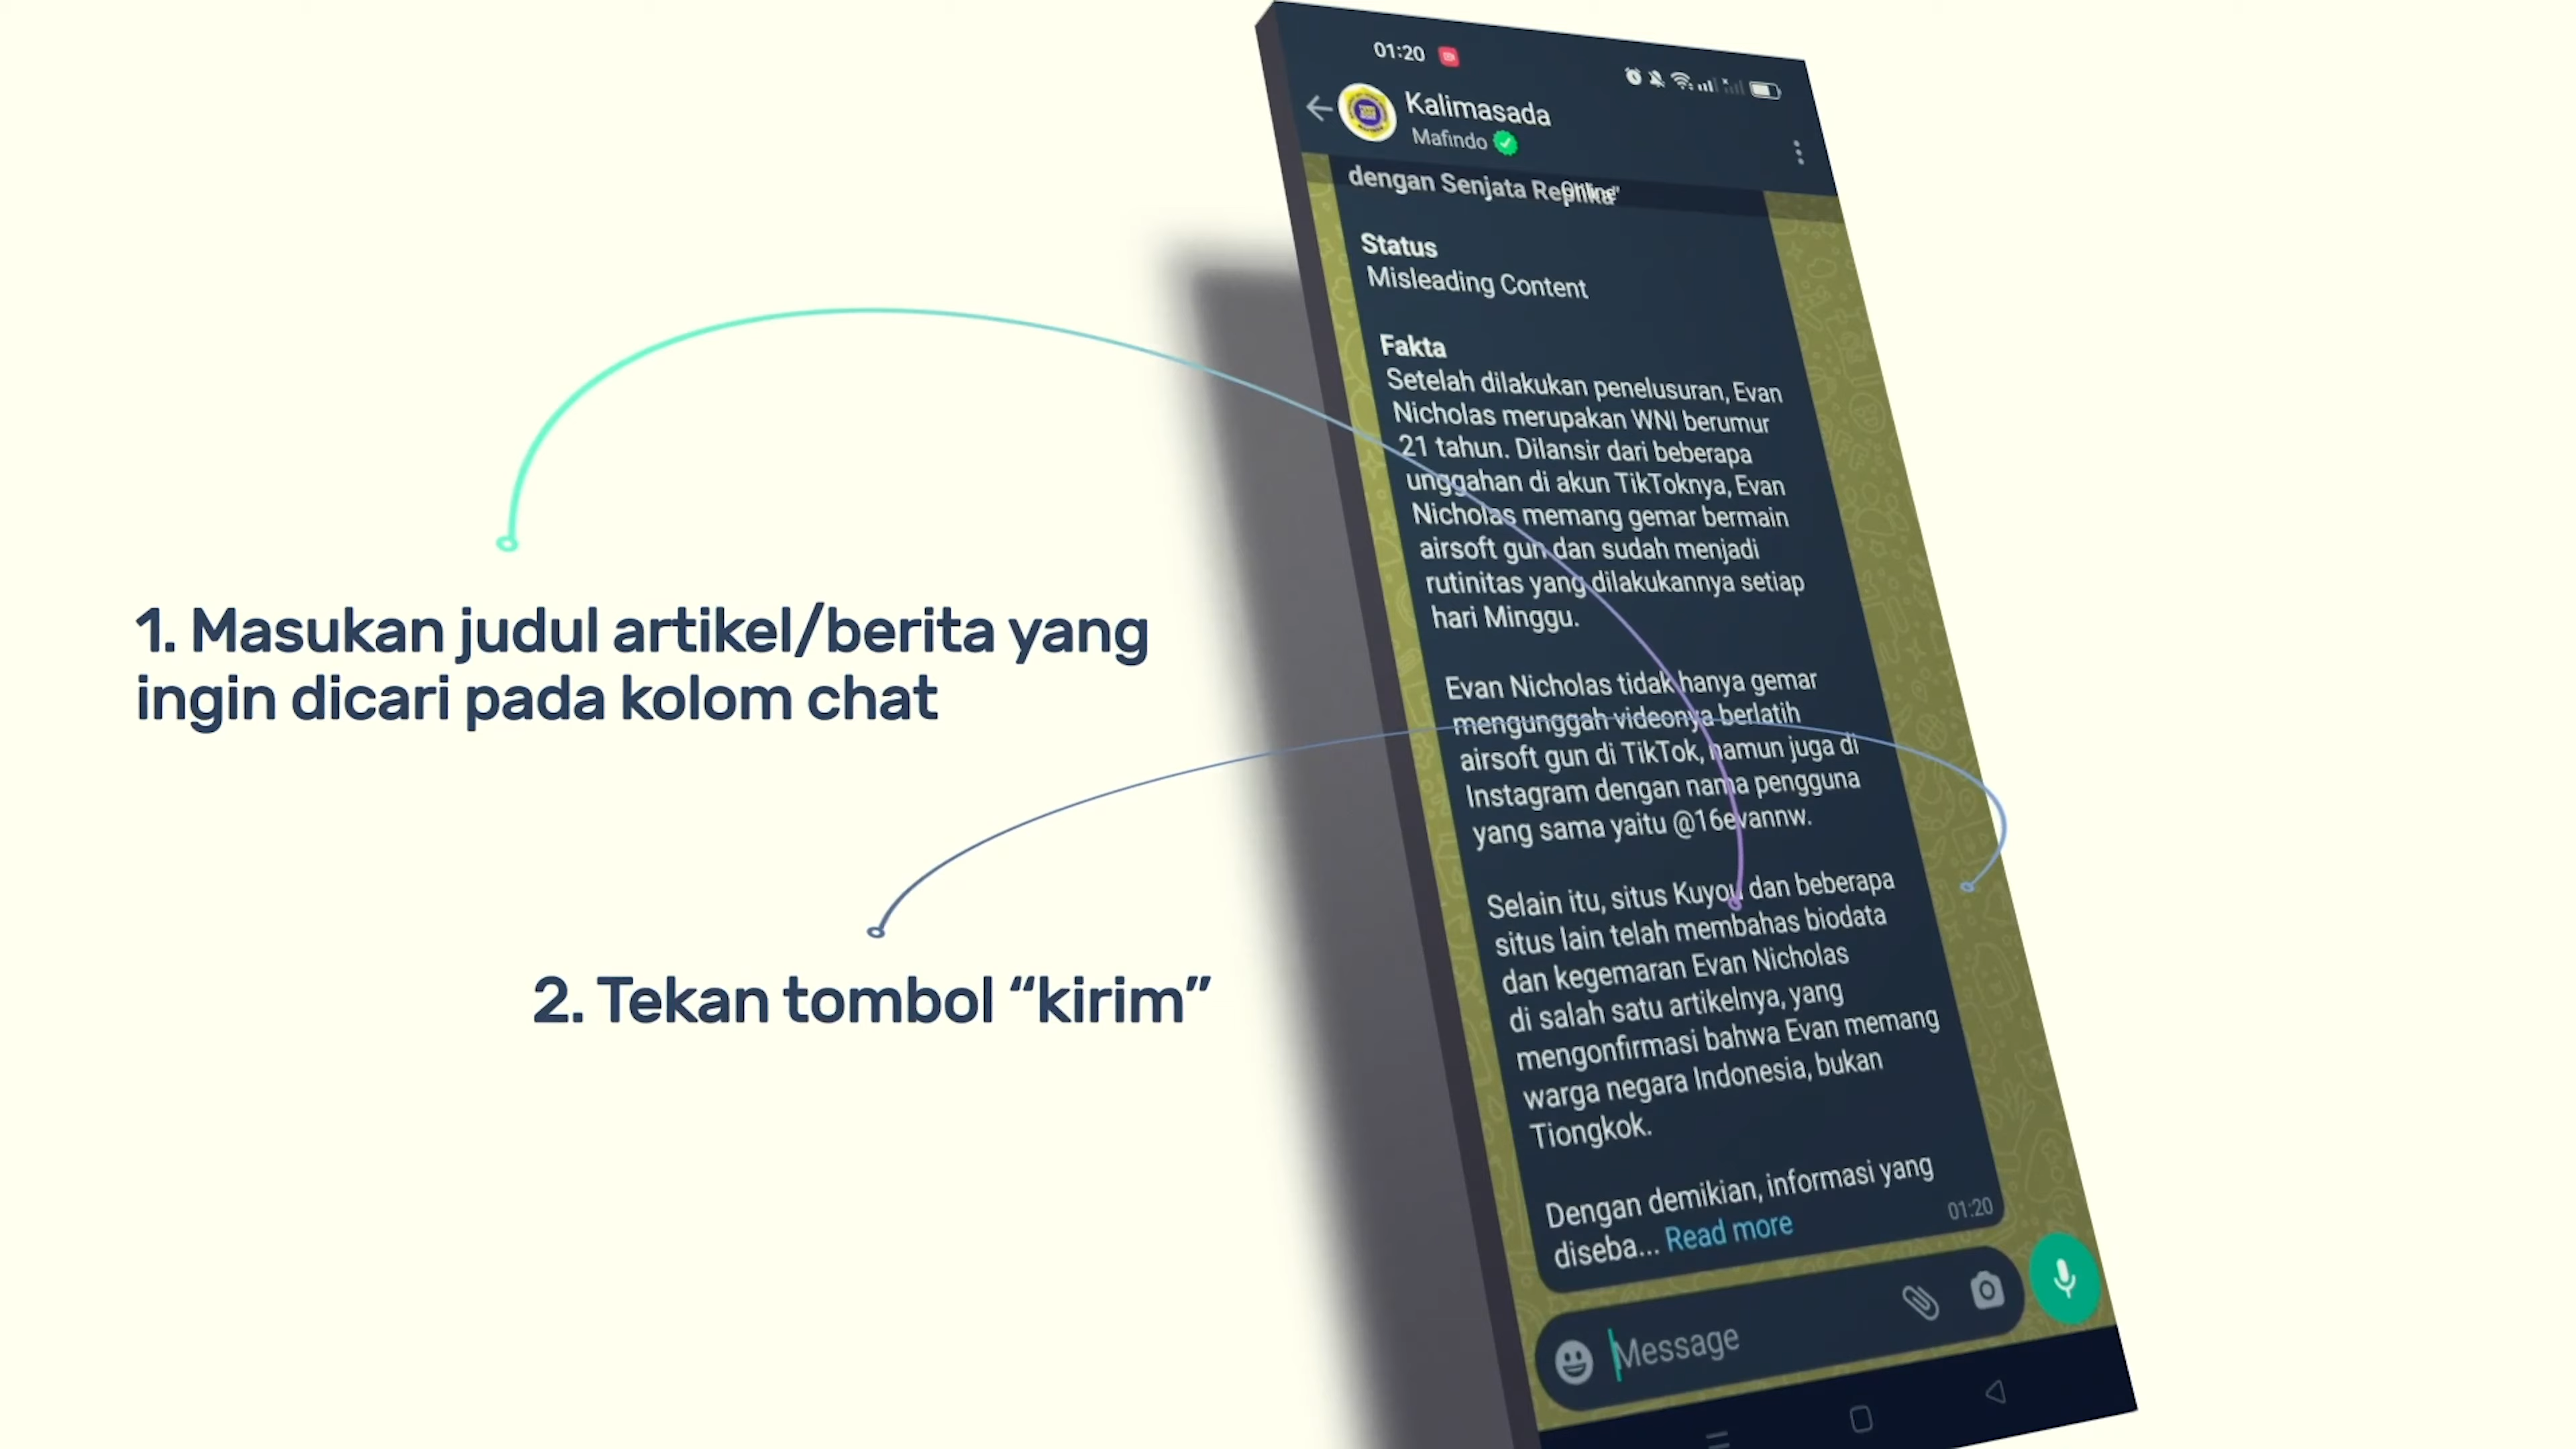 1. Masukan judul artikel/berita yang
ingin dicari pada kolom chat
2. Tekan tombol “kirim”
01:20
Kalimasada
Mafindo
Online
dengan Senjata Replika"
Status
Misleading Content
Fakta
Setelah dilakukan penelusuran, Evan
Nicholas merupakan WNI berumur
21 tahun. Dilansir dari beberapa
unggahan di akun TikToknya, Evan
Nicholas memang gemar bermain
airsoft gun dan sudah menjadi
rutinitas yang dilakukannya setiap
hari Minggu.
Evan Nicholas tidak hanya gemar
mengunggah videonya berlatih
airsoft gun di TikTok, namun juga di
Instagram dengan nama pengguna
yang sama yaitu @16evannw.
Selain itu, situs Kuyou dan beberapa
situs lain telah membahas biodata
dan kegemaran Evan Nicholas
di salah satu artikelnya, yang
mengonfirmasi bahwa Evan memang
warga negara Indonesia, bukan
Tiongkok.
Dengan demikian, informasi yang
diseba... Read more
01:20
Message